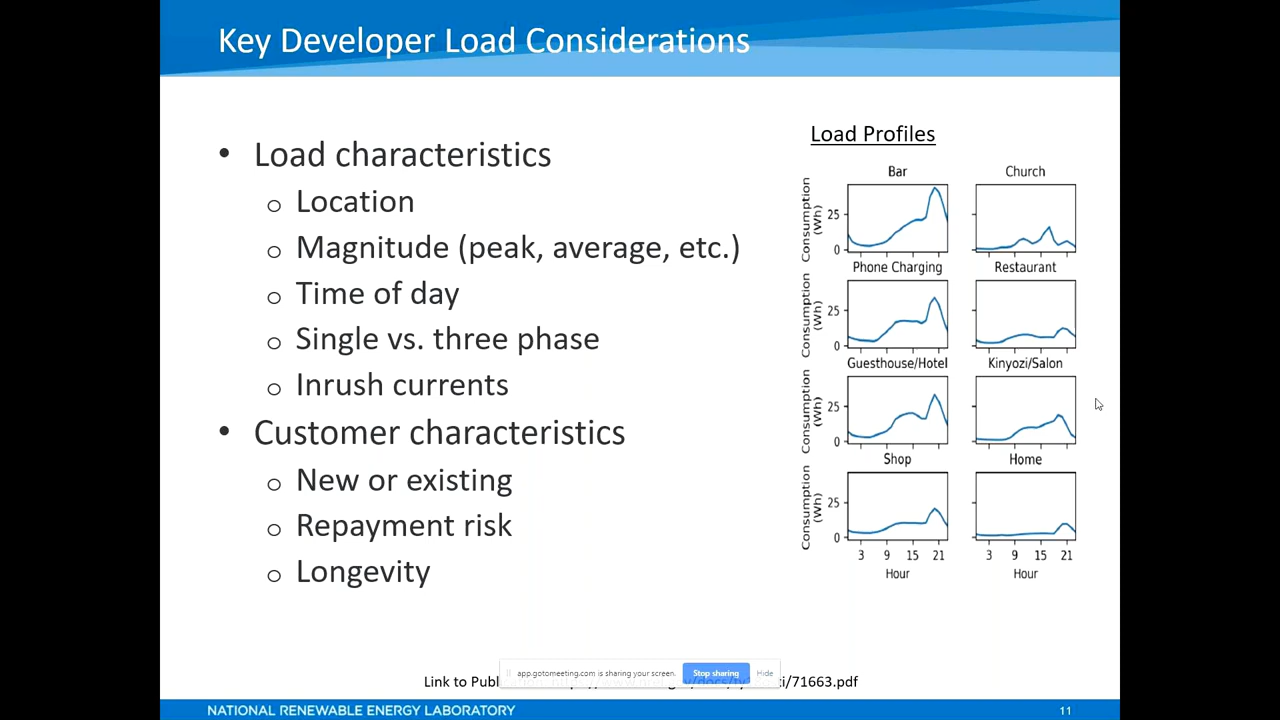 Key Developer Load Considerations
• Load characteristics
o Location
o Magnitude (peak, average, etc.)
o Time of day
o Single vs. three phase
o Inrush currents
• Customer characteristics
o New or existing
o Repayment risk
o Longevity
Load Profiles
Bar
Church
Consumption
(Wh)
25
0
Phone Charging
Restaurant
Consumption
(Wh)
25
0
Guesthouse/Hotel
Kinyozi/Salon
Consumption
(Wh)
25
0
Shop
Home
Consumption
(Wh)
25
0
3 9 15 21
3 9 15 21
Hour
Hour
app.gotomeeting.com is sharing your screen. Stop sharing Hide
Link to /71663.pdf
NATIONAL RENEWABLE ENERGY LABORATORY
11